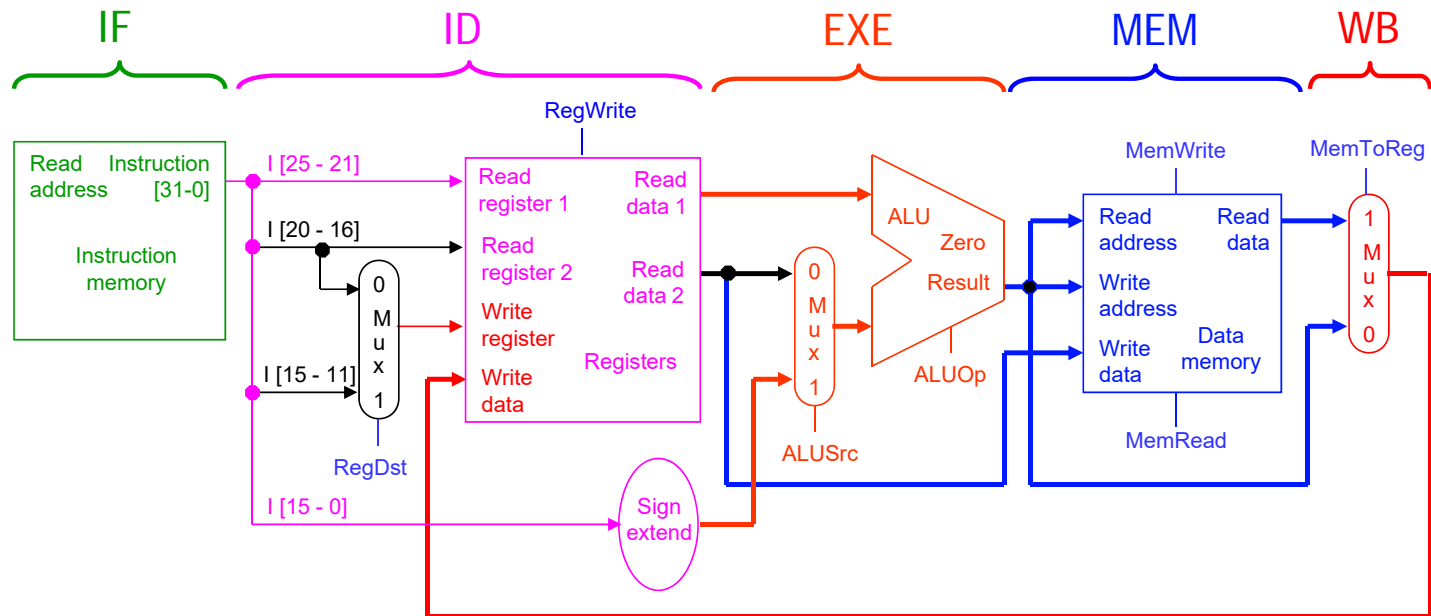 IF
ID
EXE
MEM
WB
RegWrite
MemWrite
MemToReg
Read
address
Instruction
[31-0]
Instruction
memory
I [25 - 21]
I [20 - 16]
I [15 - 11]
I [15 - 0]
0
M
u
x
1
RegDst
Read
register 1
Read
register 2
Write
register
Write
data
Read
data 1
Read
data 2
Registers
Sign
extend
0
M
u
x
1
ALUSrc
ALU
Zero
Result
ALUOp
Read
address
Write
address
Write
data
Read
data
Data
memory
MemRead
1
M
u
x
0